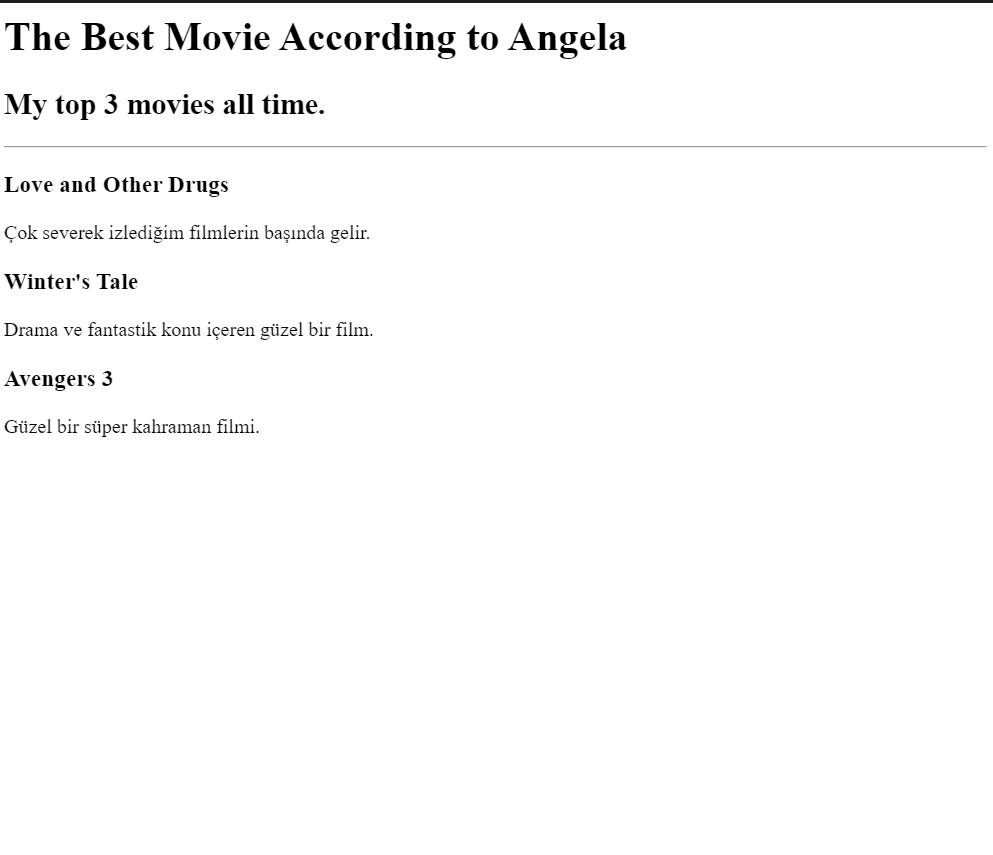 The Best Movie According to Angela
My top 3 movies all time.
Love and Other Drugs
Çok severek izlediğim filmlerin başında gelir.
Winter's Tale
Drama ve fantastik konu içeren güzel bir film.
Avengers 3
Güzel bir süper kahraman filmi.